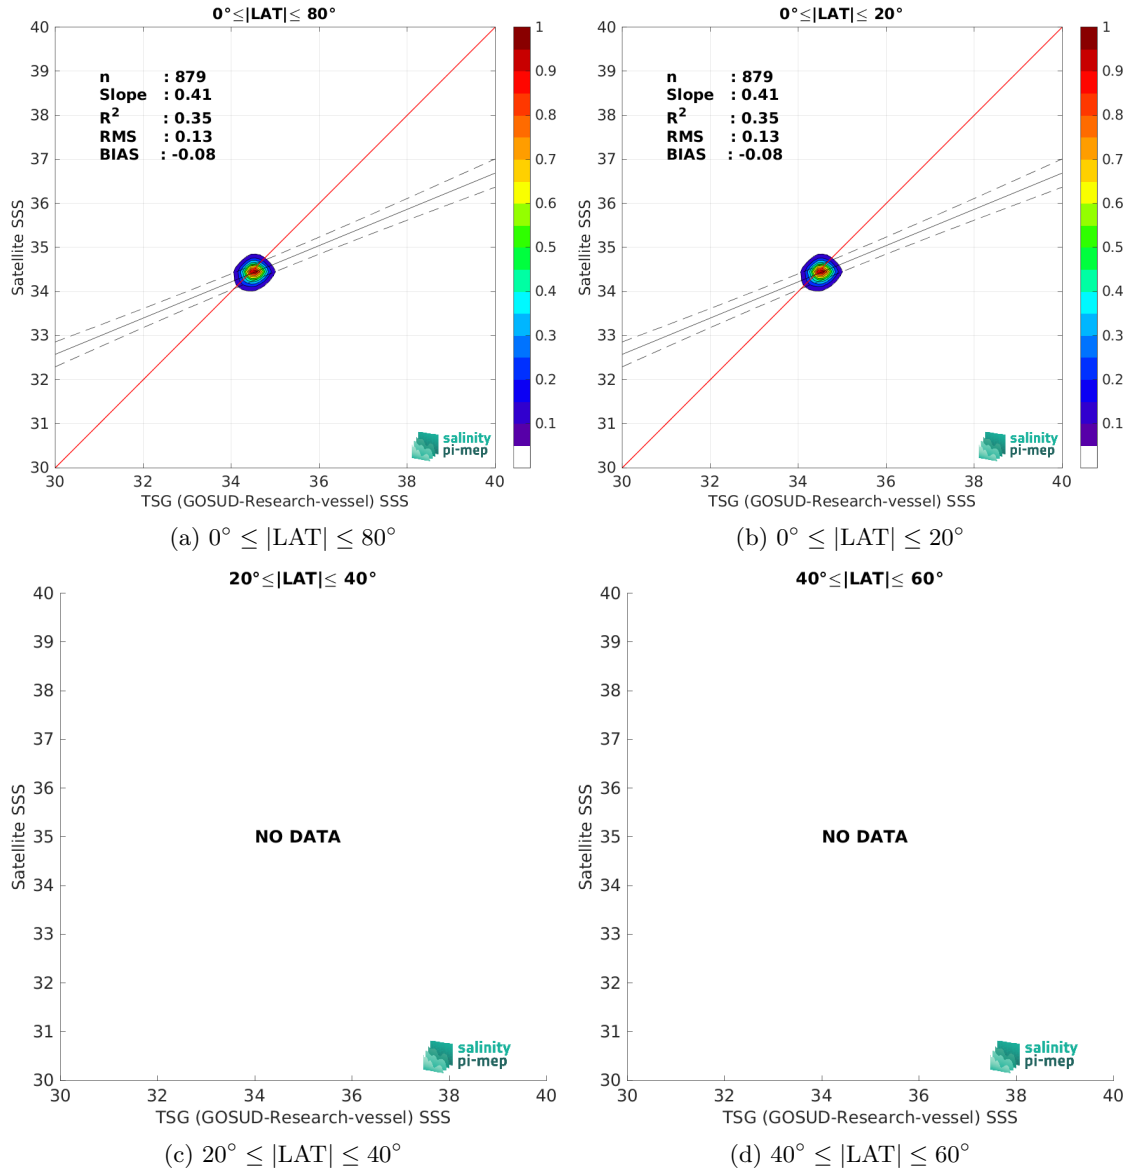 0°≤|LAT|≤ 80°
40
39
38
37
36
35
34
33
32
31
30
Satellite SSS
n : 879
Slope : 0.41
R² : 0.35
RMS : 0.13
BIAS : -0.08
salinity
pi-mep
30 32 34 36 38 40
TSG (GOSUD-Research-vessel) SSS
1
0.9
0.8
0.7
0.6
0.5
0.4
0.3
0.2
0.1
(a) 0° ≤ |LAT| ≤ 80°
0°≤|LAT|≤ 20°
40
39
38
37
36
35
34
33
32
31
30
Satellite SSS
n : 879
Slope : 0.41
R² : 0.35
RMS : 0.13
BIAS : -0.08
salinity
pi-mep
30 32 34 36 38 40
TSG (GOSUD-Research-vessel) SSS
1
0.9
0.8
0.7
0.6
0.5
0.4
0.3
0.2
0.1
(b) 0° ≤ |LAT| ≤ 20°
20°≤|LAT|≤ 40°
40
39
38
37
36
35
34
33
32
31
30
Satellite SSS
NO DATA
salinity
pi-mep
30 32 34 36 38 40
TSG (GOSUD-Research-vessel) SSS
(c) 20° ≤ |LAT| ≤ 40°
40°≤|LAT|≤ 60°
40
39
38
37
36
35
34
33
32
31
30
Satellite SSS
NO DATA
salinity
pi-mep
30 32 34 36 38 40
TSG (GOSUD-Research-vessel) SSS
(d) 40° ≤ |LAT| ≤ 60°